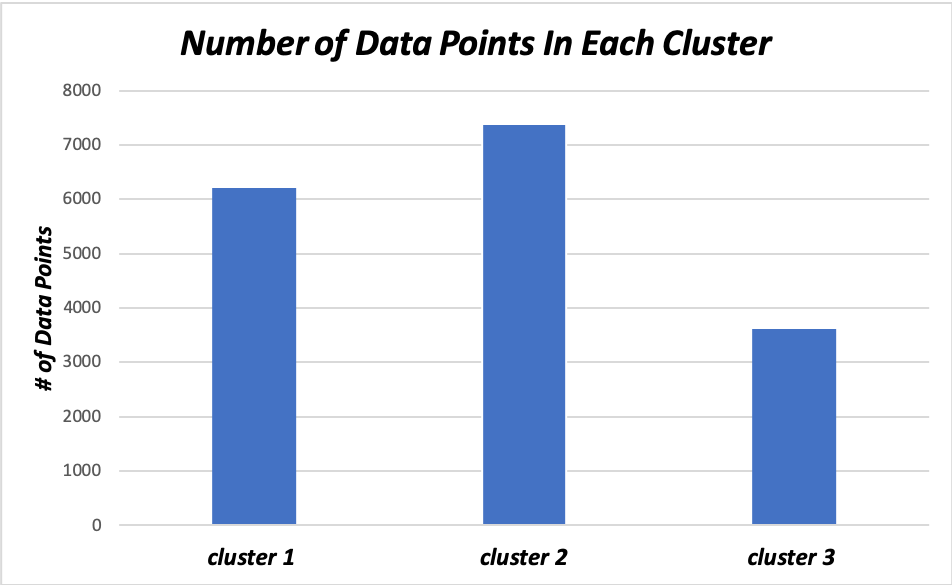 Number of Data Points In Each Cluster
8000
7000
6000
5000
4000
3000
2000
1000
0
# of Data Points
cluster 1
cluster 2
cluster 3